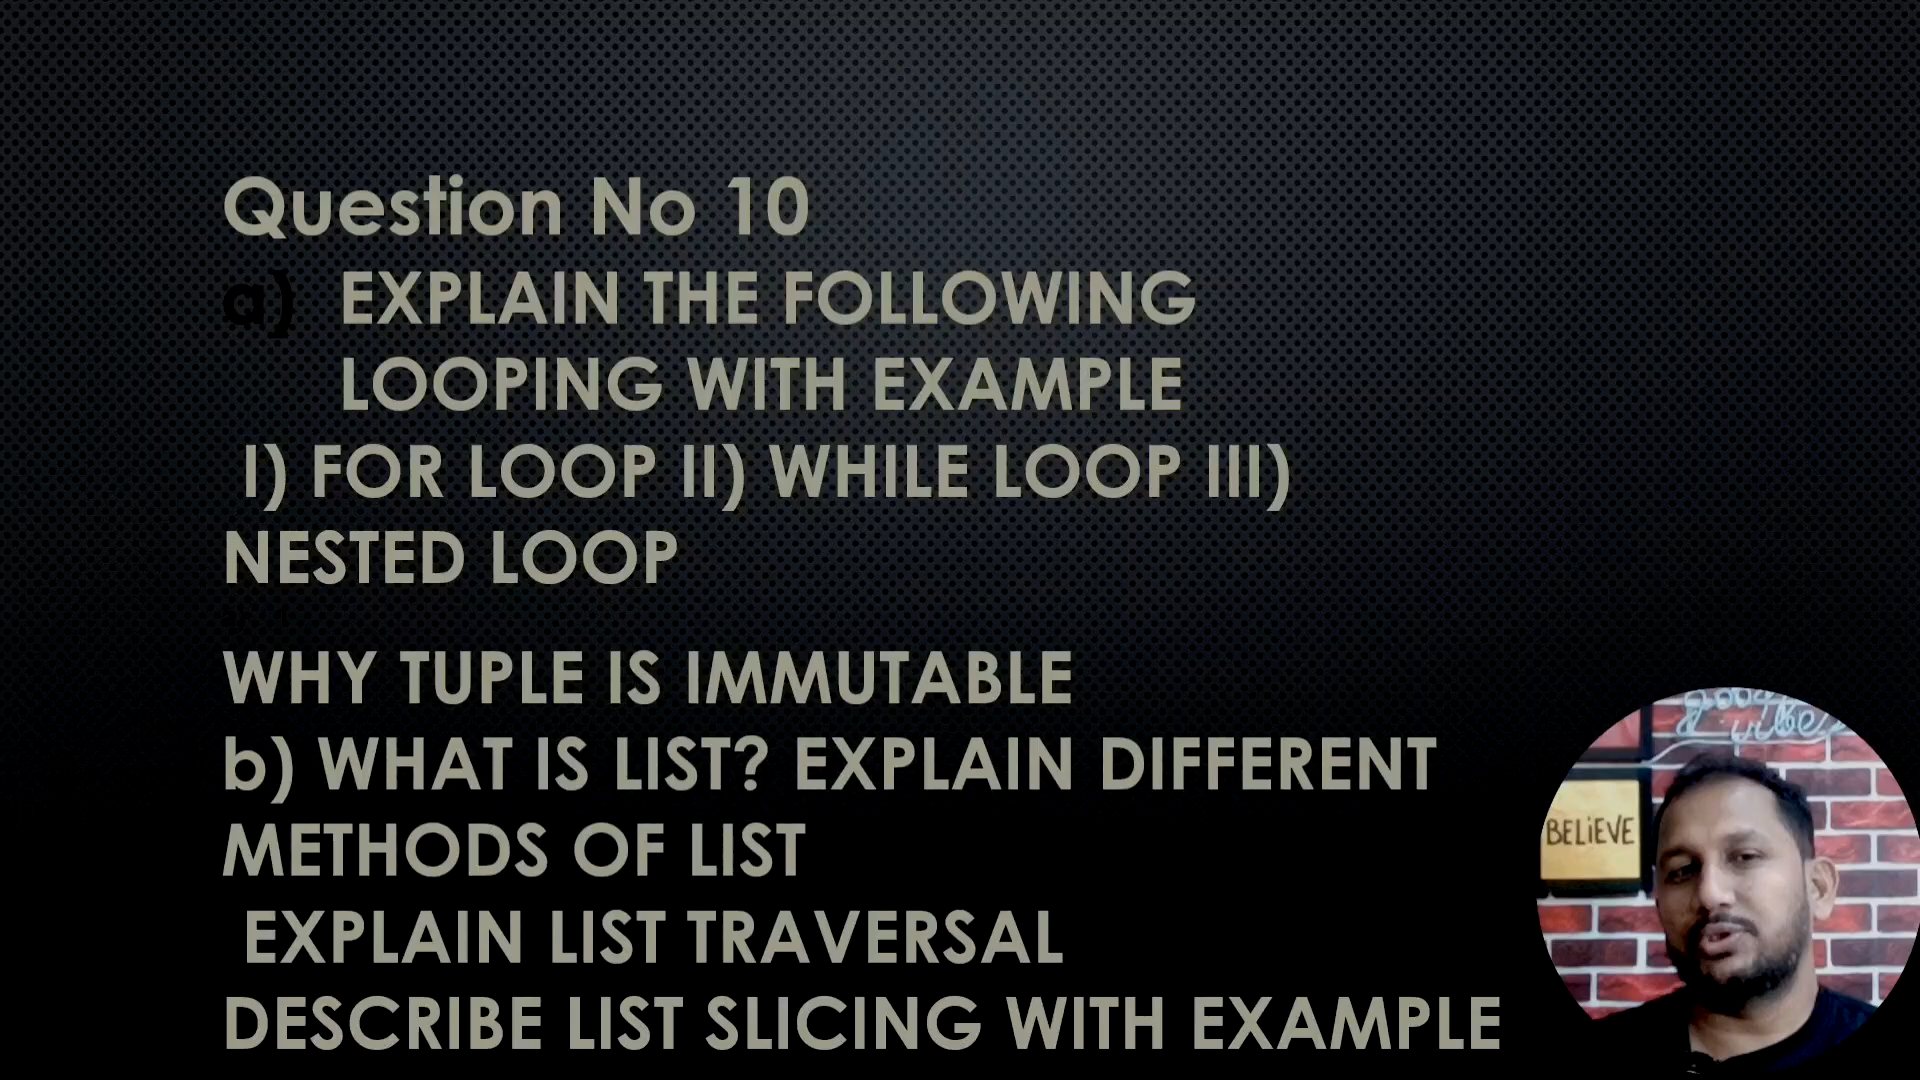 Question No 10
a) EXPLAIN THE FOLLOWING
LOOPING WITH EXAMPLE
I) FOR LOOP II) WHILE LOOP III)
NESTED LOOP
WHY TUPLE IS IMMUTABLE
b) WHAT IS LIST? EXPLAIN DIFFERENT
METHODS OF LIST
EXPLAIN LIST TRAVERSAL
DESCRIBE LIST SLICING WITH EXAMPLE
good
vibe
BELiEVE